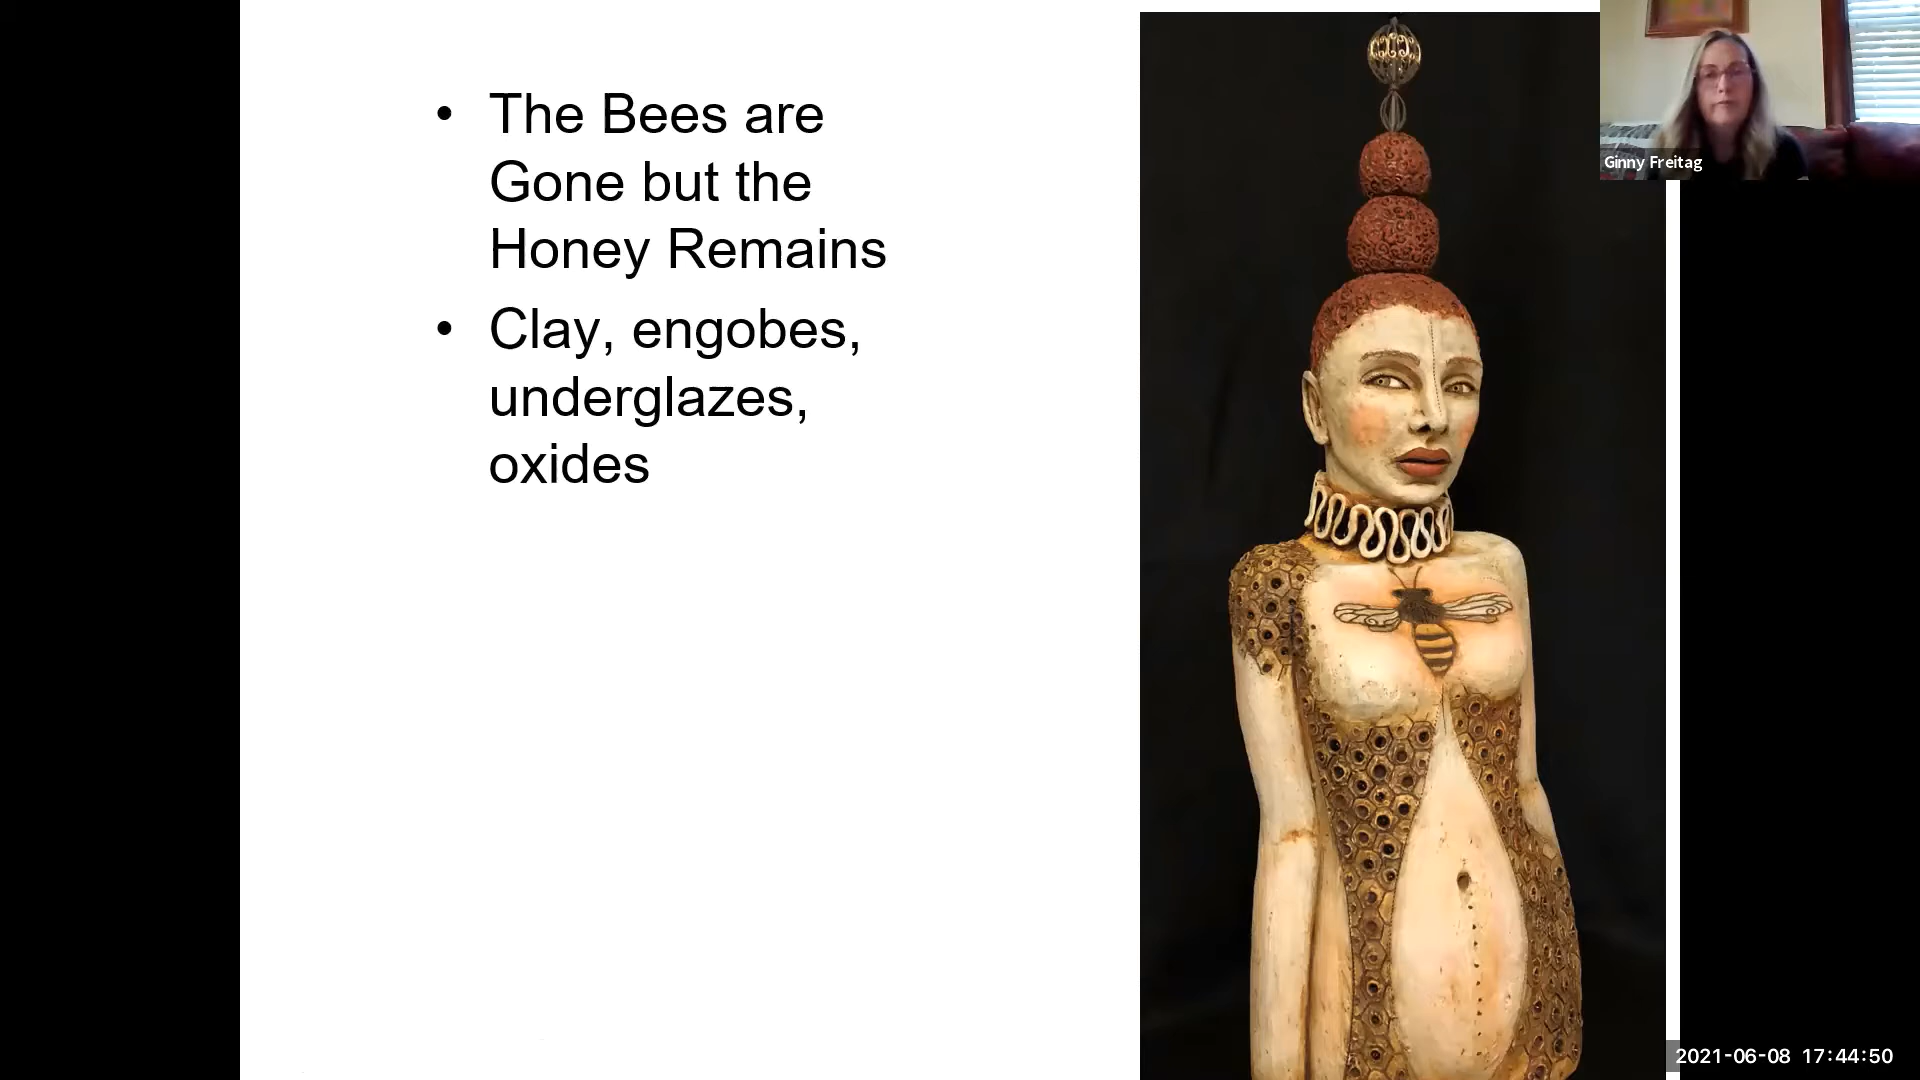 • The Bees are
Gone but the
Honey Remains
• Clay, engobes,
underglazes,
oxides
Ginny Freitag
2021-06-08 17:44:50